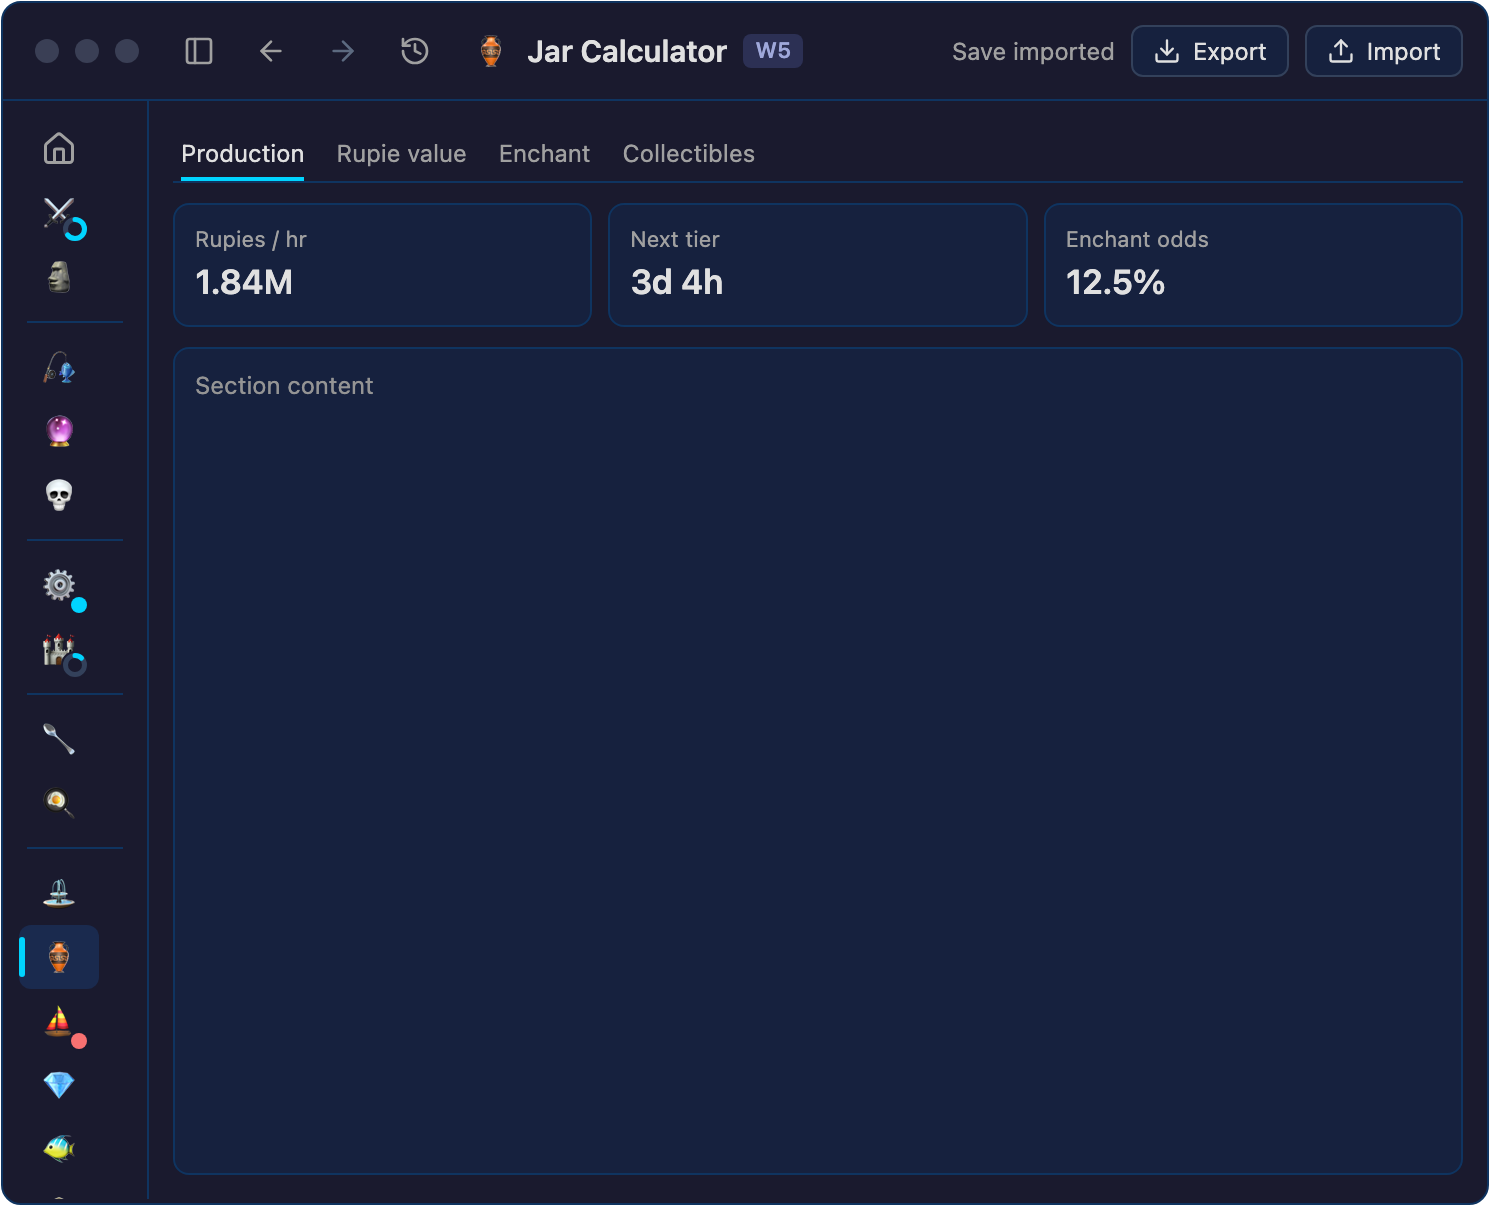 Jar Calculator W5 Save imported Export Import
Production Rupie value Enchant Collectibles
Rupies / hr Next tier Enchant odds
1.84M 3d 4h 12.5%
Section content